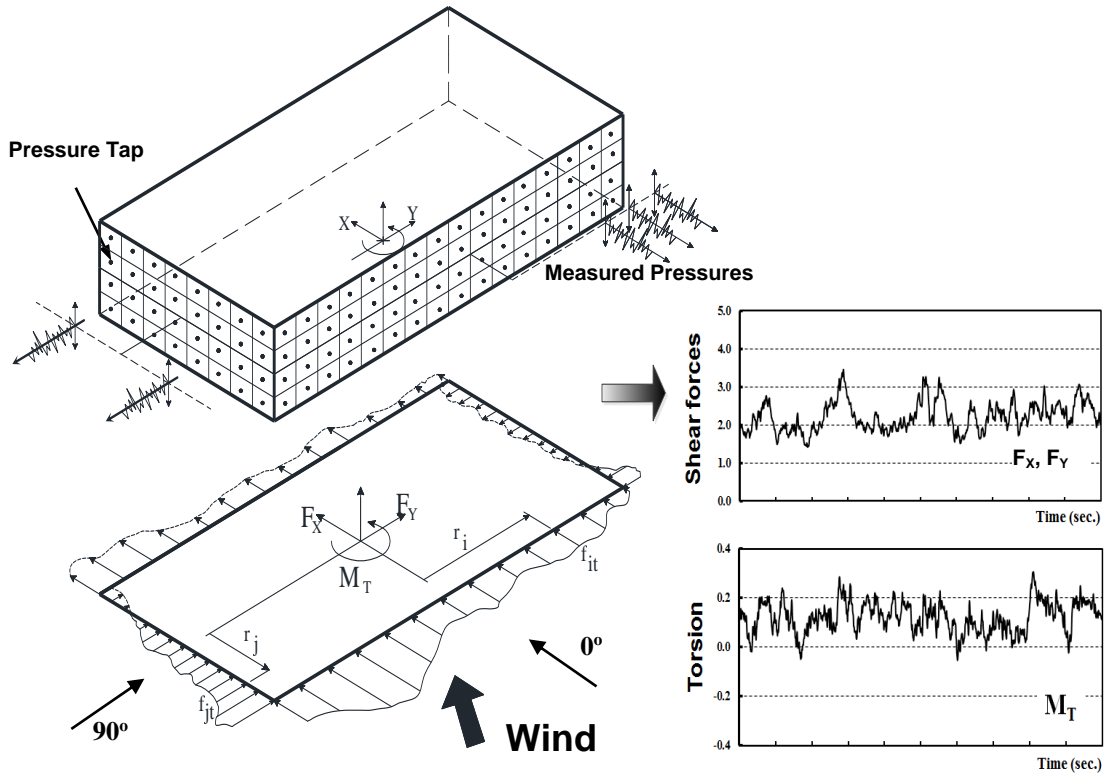 Pressure Tap
X
Y
Measured Pressures
F_X
F_Y
M_T
r_i
r_j
f_it
f_jt
0º
90º
Wind
Shear forces
5.0
4.0
3.0
2.0
1.0
0.0
F_X, F_Y
Time (sec.)
Torsion
0.4
0.2
0.0
-0.2
-0.4
M_T
Time (sec.)